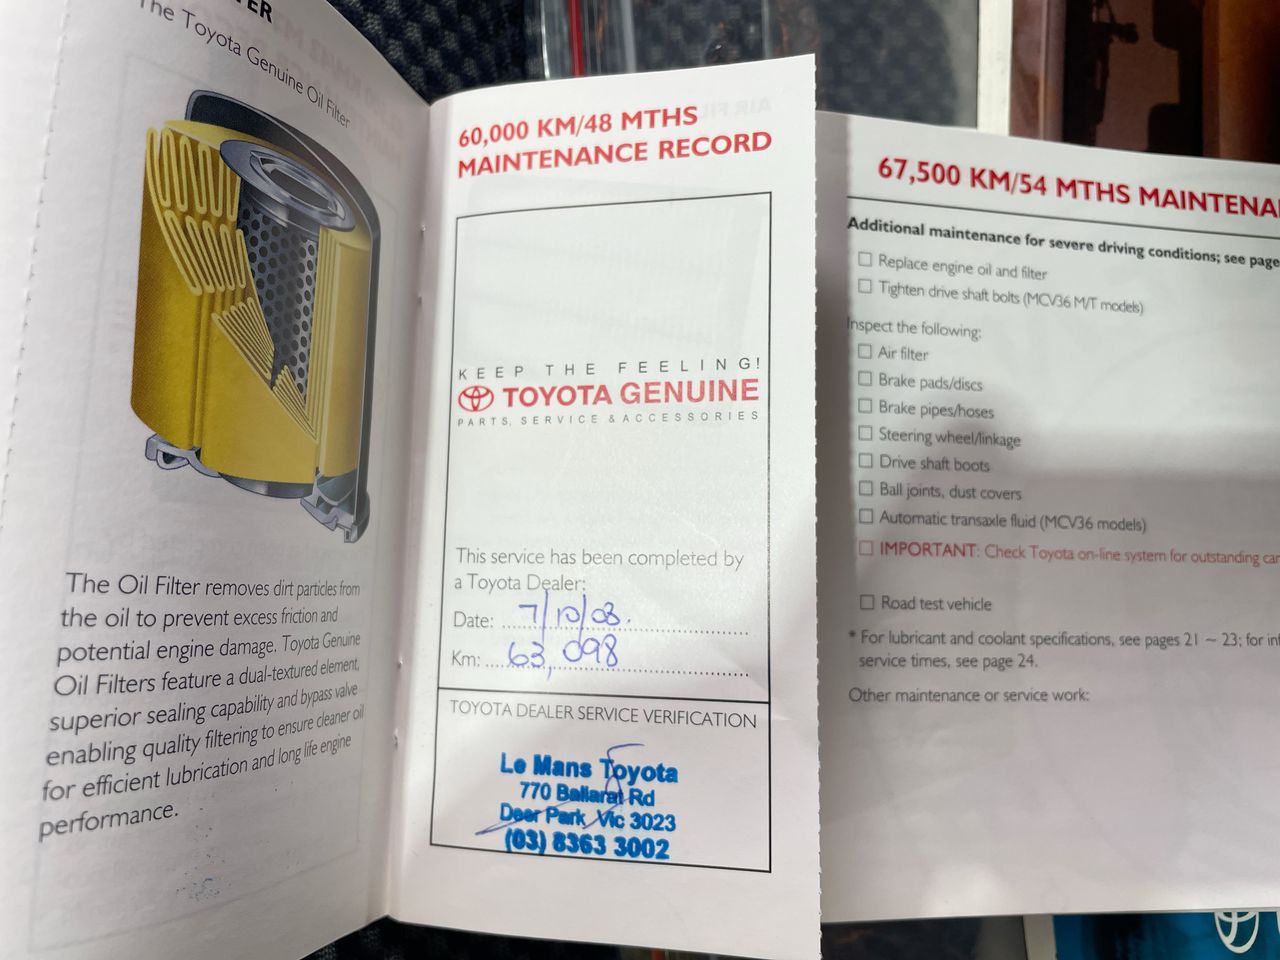 The Toyota Genuine Oil Filter
The Oil Filter removes dirt particles from
the oil to prevent excess friction and
potential engine damage. Toyota Genuine
Oil Filters feature a dual-textured element,
superior sealing capability and bypass valve
enabling quality filtering to ensure cleaner oil
for efficient lubrication and long life engine
performance.
60,000 KM/48 MTHS
MAINTENANCE RECORD
KEEP THE FEELING!
TOYOTA GENUINE
PARTS, SERVICE & ACCESSORIES
This service has been completed by
a Toyota Dealer:
Date: 7/10/03.
Km: 63,098
TOYOTA DEALER SERVICE VERIFICATION
Le Mans Toyota
770 Ballarat Rd
Deer Park Vic 3023
(03) 8363 3002
67,500 KM/54 MTHS
Additional maintenance for severe driving conditions; see page
Replace engine oil and filter
Tighten drive shaft bolts (MCV36 M/T models)
Inspect the following:
Air filter
Brake pads/discs
Brake pipes/hoses
Steering wheel/linkage
Drive shaft boots
Ball joints, dust covers
Automatic transaxle fluid (MCV36 models)
IMPORTANT: Check Toyota on-line system for outstanding
Road test vehicle
* For lubricant and coolant specifications, see pages 21 ~ 23; for
service times, see page 24.
Other maintenance or service work: